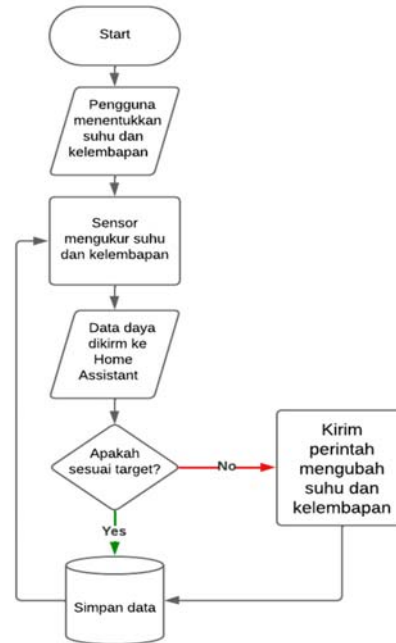 Start
Pengguna
menentukkan
suhu dan
kelembapan
Sensor
mengukur suhu
dan kelembapan
Data daya
dikirm ke
Home
Assistant
Apakah
sesuai target?
No
Kirim
perintah
mengubah
suhu dan
kelembapan
Yes
Simpan data